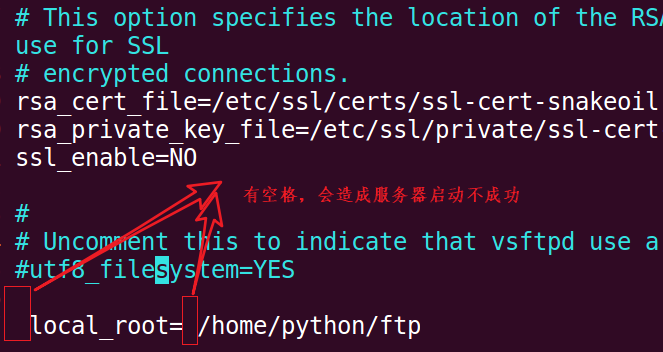 # This option specifies the location of the RSA
use for SSL
# encrypted connections.
rsa_cert_file=/etc/ssl/certs/ssl-cert-snakeoil
rsa_private_key_file=/etc/ssl/private/ssl-cert
ssl_enable=NO
有空格，会造成服务器启动不成功
#
# Uncomment this to indicate that vsftpd use a
#utf8_filesystem=YES
local_root= /home/python/ftp